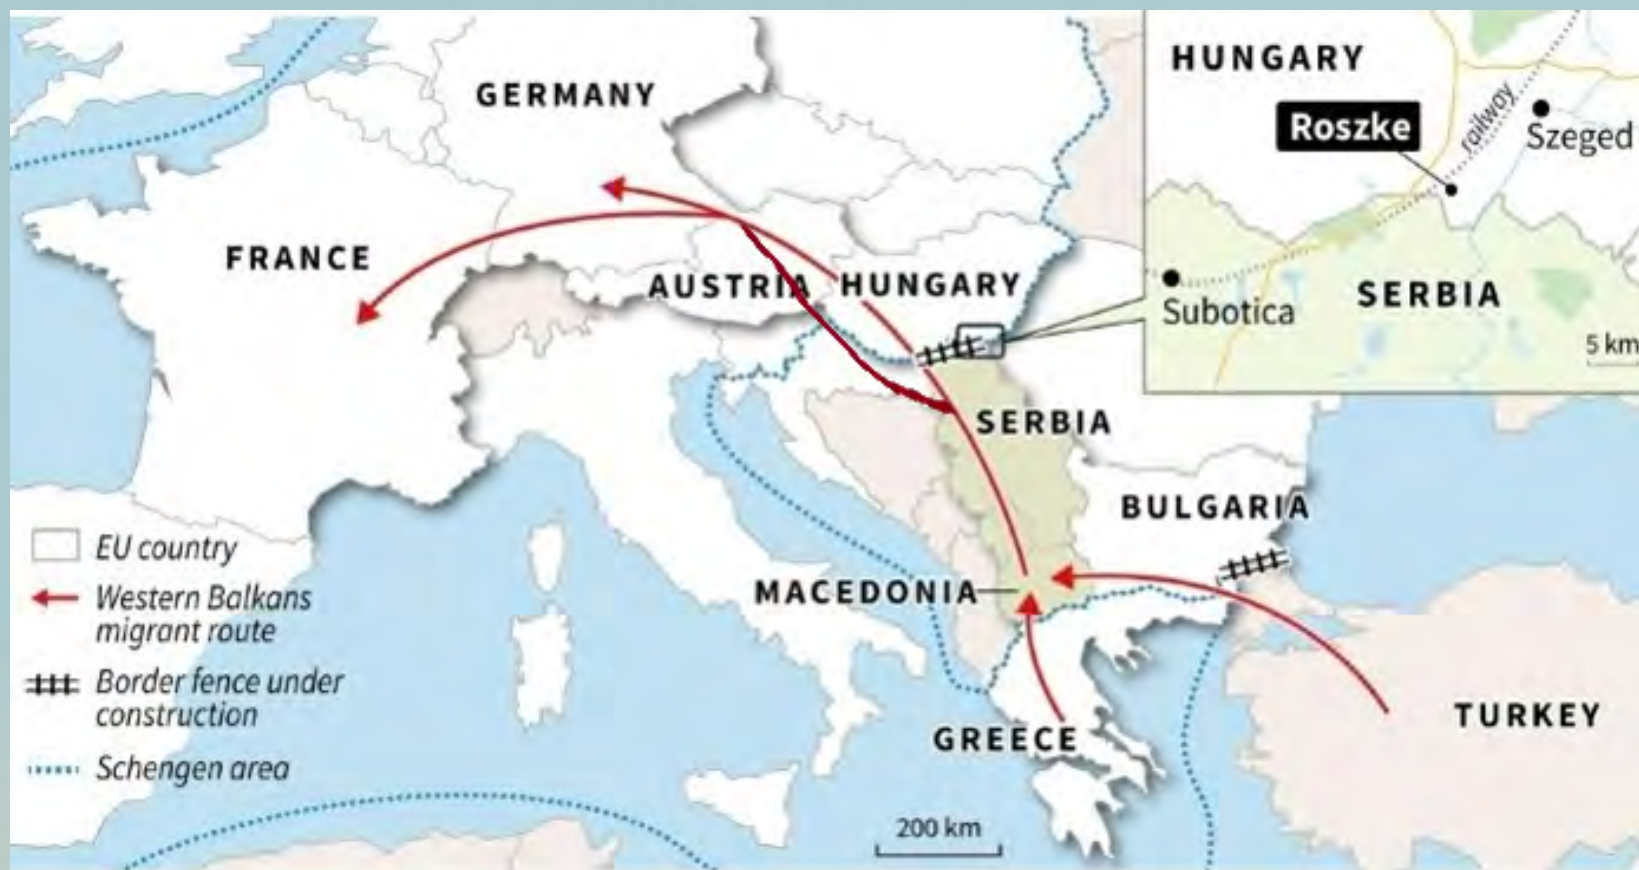 GERMANY
FRANCE
AUSTRIA
HUNGARY
SERBIA
BULGARIA
MACEDONIA
GREECE
TURKEY
200 km
HUNGARY
Roszke
railway
Szeged
Subotica
SERBIA
5 km
EU country
Western Balkans
migrant route
Border fence under
construction
Schengen area